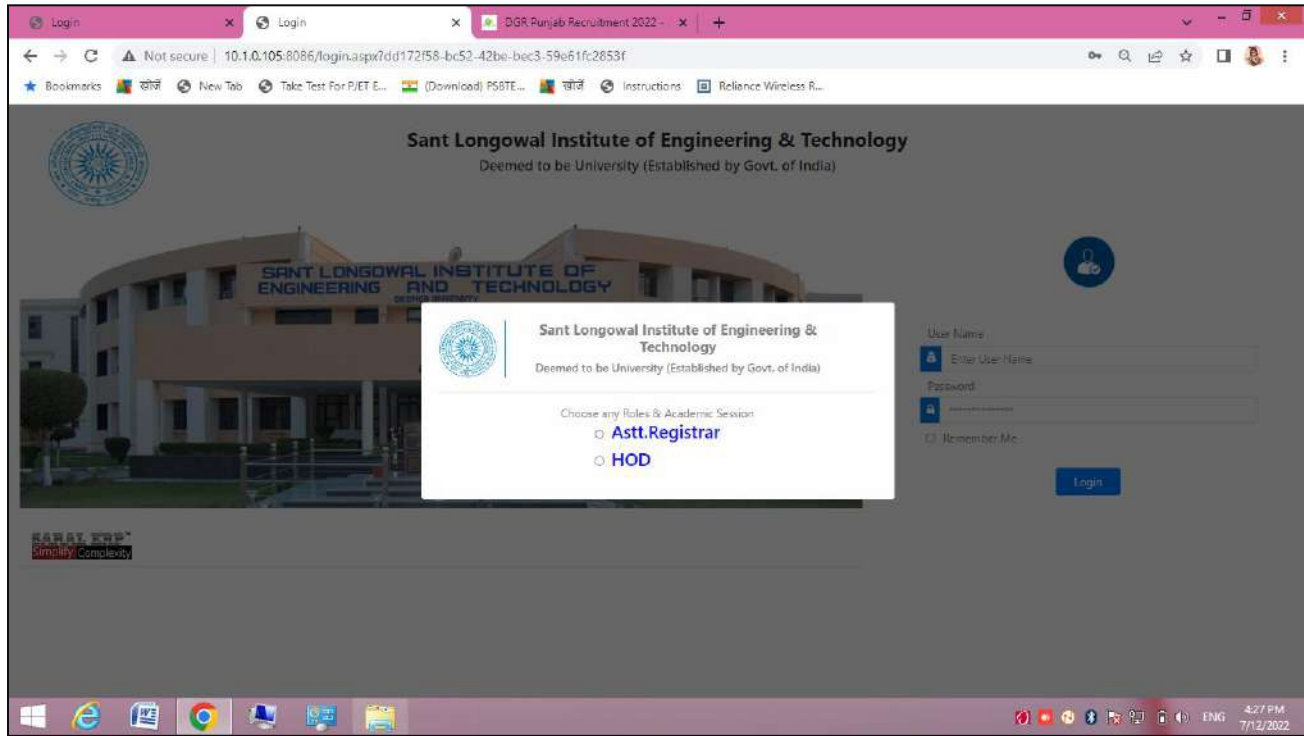 Login
Login
DGR Punjab Recruitment 2022 -
Not secure | 10.1.0.105:8086/login.aspx?dd172f58-bc52-42be-bec3-59e61fc2853f
Bookmarks
खोजें
New Tab
Take Test For PJET E...
(Download) PSBTE...
खोजें
Instructions
Reliance Wireless R...
Sant Longowal Institute of Engineering & Technology
Deemed to be University (Established by Govt. of India)
SANT LONGOWAL INSTITUTE OF
ENGINEERING AND TECHNOLOGY
Sant Longowal Institute of Engineering &
Technology
Deemed to be University (Established by Govt. of India)
Choose any Roles & Academic Session
Astt.Registrar
HOD
User Name
Enter User Name
Password
Remember Me
Login
SARAL ERP
Simplify Complexity
ENG
4:27 PM
7/12/2022